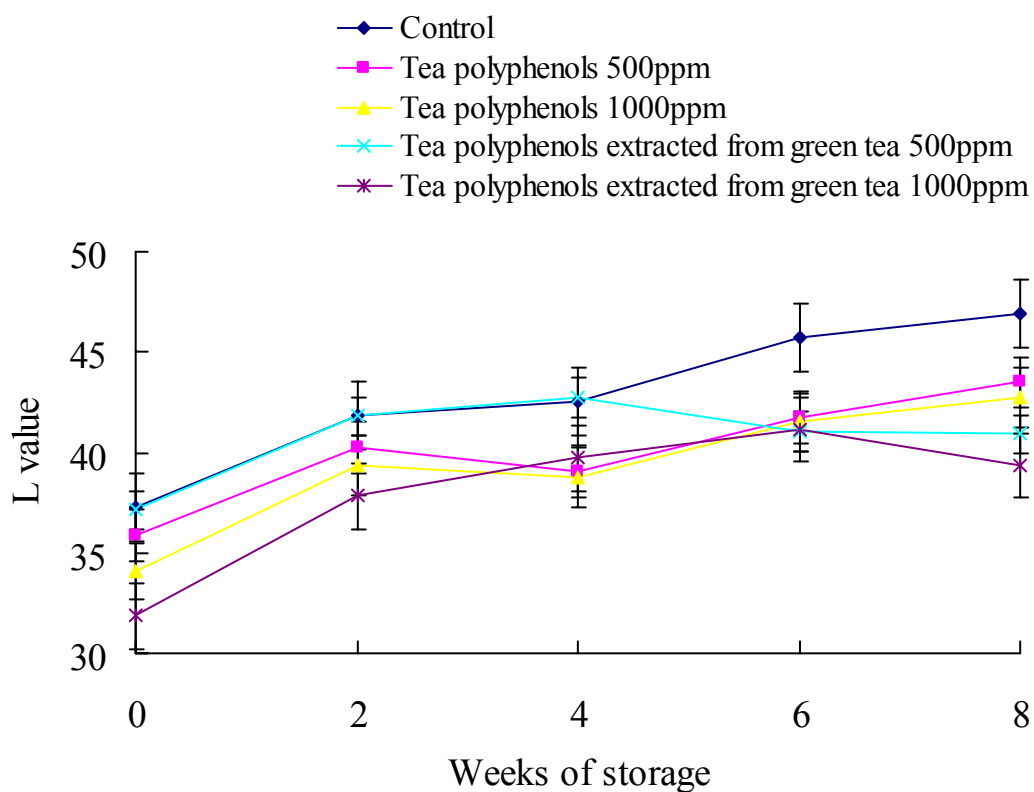 Control
Tea polyphenols 500ppm
Tea polyphenols 1000ppm
Tea polyphenols extracted from green tea 500ppm
Tea polyphenols extracted from green tea 1000ppm
50
45
40
35
30
L value
0 2 4 6 8
Weeks of storage